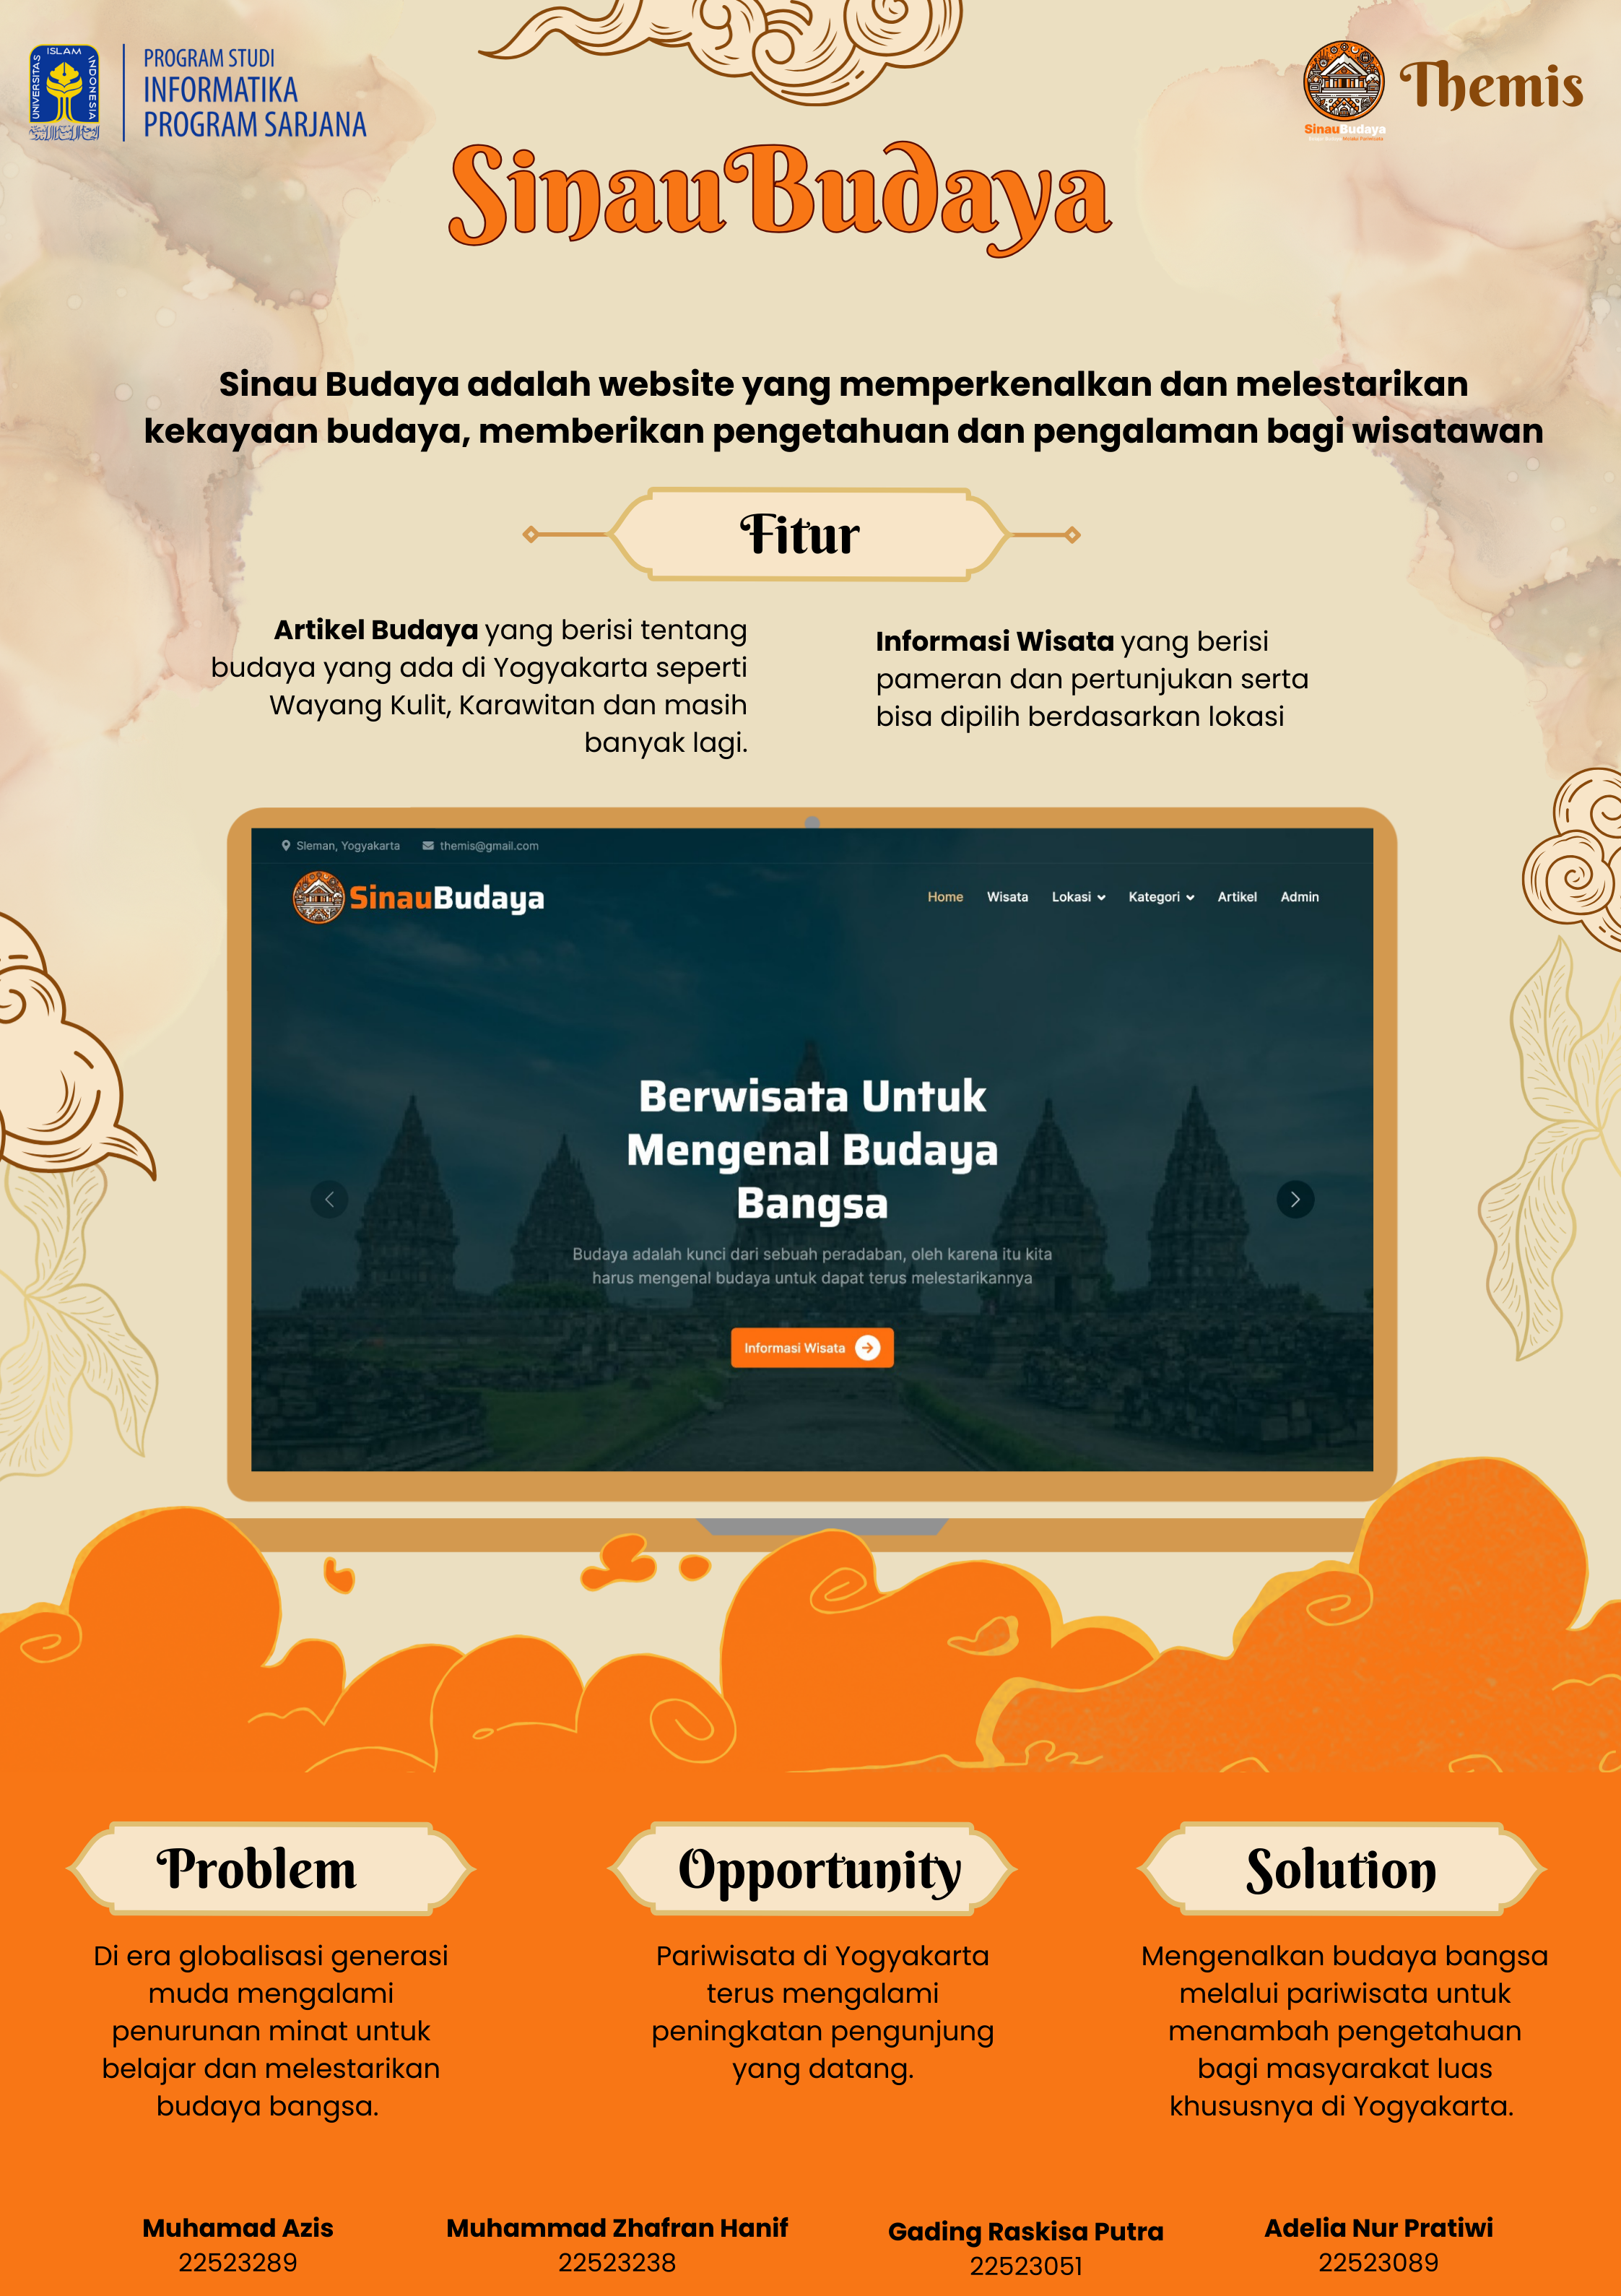 ISLAM
UNIVERSITAS
INDONESIA
PROGRAM STUDI
INFORMATIKA
PROGRAM SARJANA
SinauBudaya
Themis
SinauBudaya
Sinau Budaya adalah website yang memperkenalkan dan melestarikan
kekayaan budaya, memberikan pengetahuan dan pengalaman bagi wisatawan
Fitur
Artikel Budaya yang berisi tentang
budaya yang ada di Yogyakarta seperti
Wayang Kulit, Karawitan dan masih
banyak lagi.
Informasi Wisata yang berisi
pameran dan pertunjukan serta
bisa dipilih berdasarkan lokasi
Sleman, Yogyakarta themis@gmail.com
SinauBudaya
Home Wisata Lokasi Kategori Artikel Admin
Berwisata Untuk
Mengenal Budaya
Bangsa
Budaya adalah kunci dari sebuah peradaban, oleh karena itu kita
harus mengenal budaya untuk dapat terus melestarikannya
Informasi Wisata
Problem
Di era globalisasi generasi
muda mengalami
penurunan minat untuk
belajar dan melestarikan
budaya bangsa.
Opportunity
Pariwisata di Yogyakarta
terus mengalami
peningkatan pengunjung
yang datang.
Solution
Mengenalkan budaya bangsa
melalui pariwisata untuk
menambah pengetahuan
bagi masyarakat luas
khususnya di Yogyakarta.
Muhamad Azis
22523289
Muhammad Zhafran Hanif
22523238
Gading Raskisa Putra
22523051
Adelia Nur Pratiwi
22523089